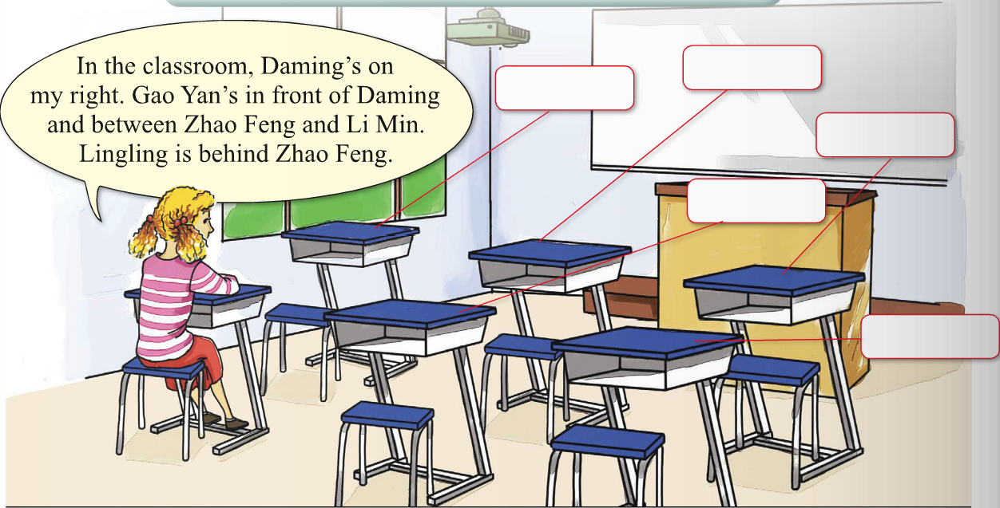 In the classroom, Daming’s on
my right. Gao Yan’s in front of Daming
and between Zhao Feng and Li Min.
Lingling is behind Zhao Feng.